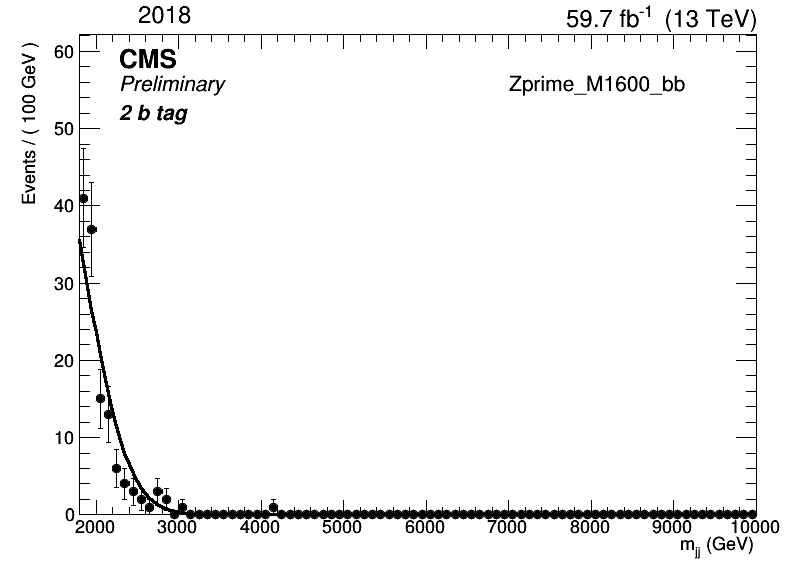 2018
59.7 fb⁻¹ (13 TeV)
CMS
Preliminary
2 b tag
Zprime_M1600_bb
Events / ( 100 GeV )
60
50
40
30
20
10
0
2000 3000 4000 5000 6000 7000 8000 9000 10000
m_jj (GeV)